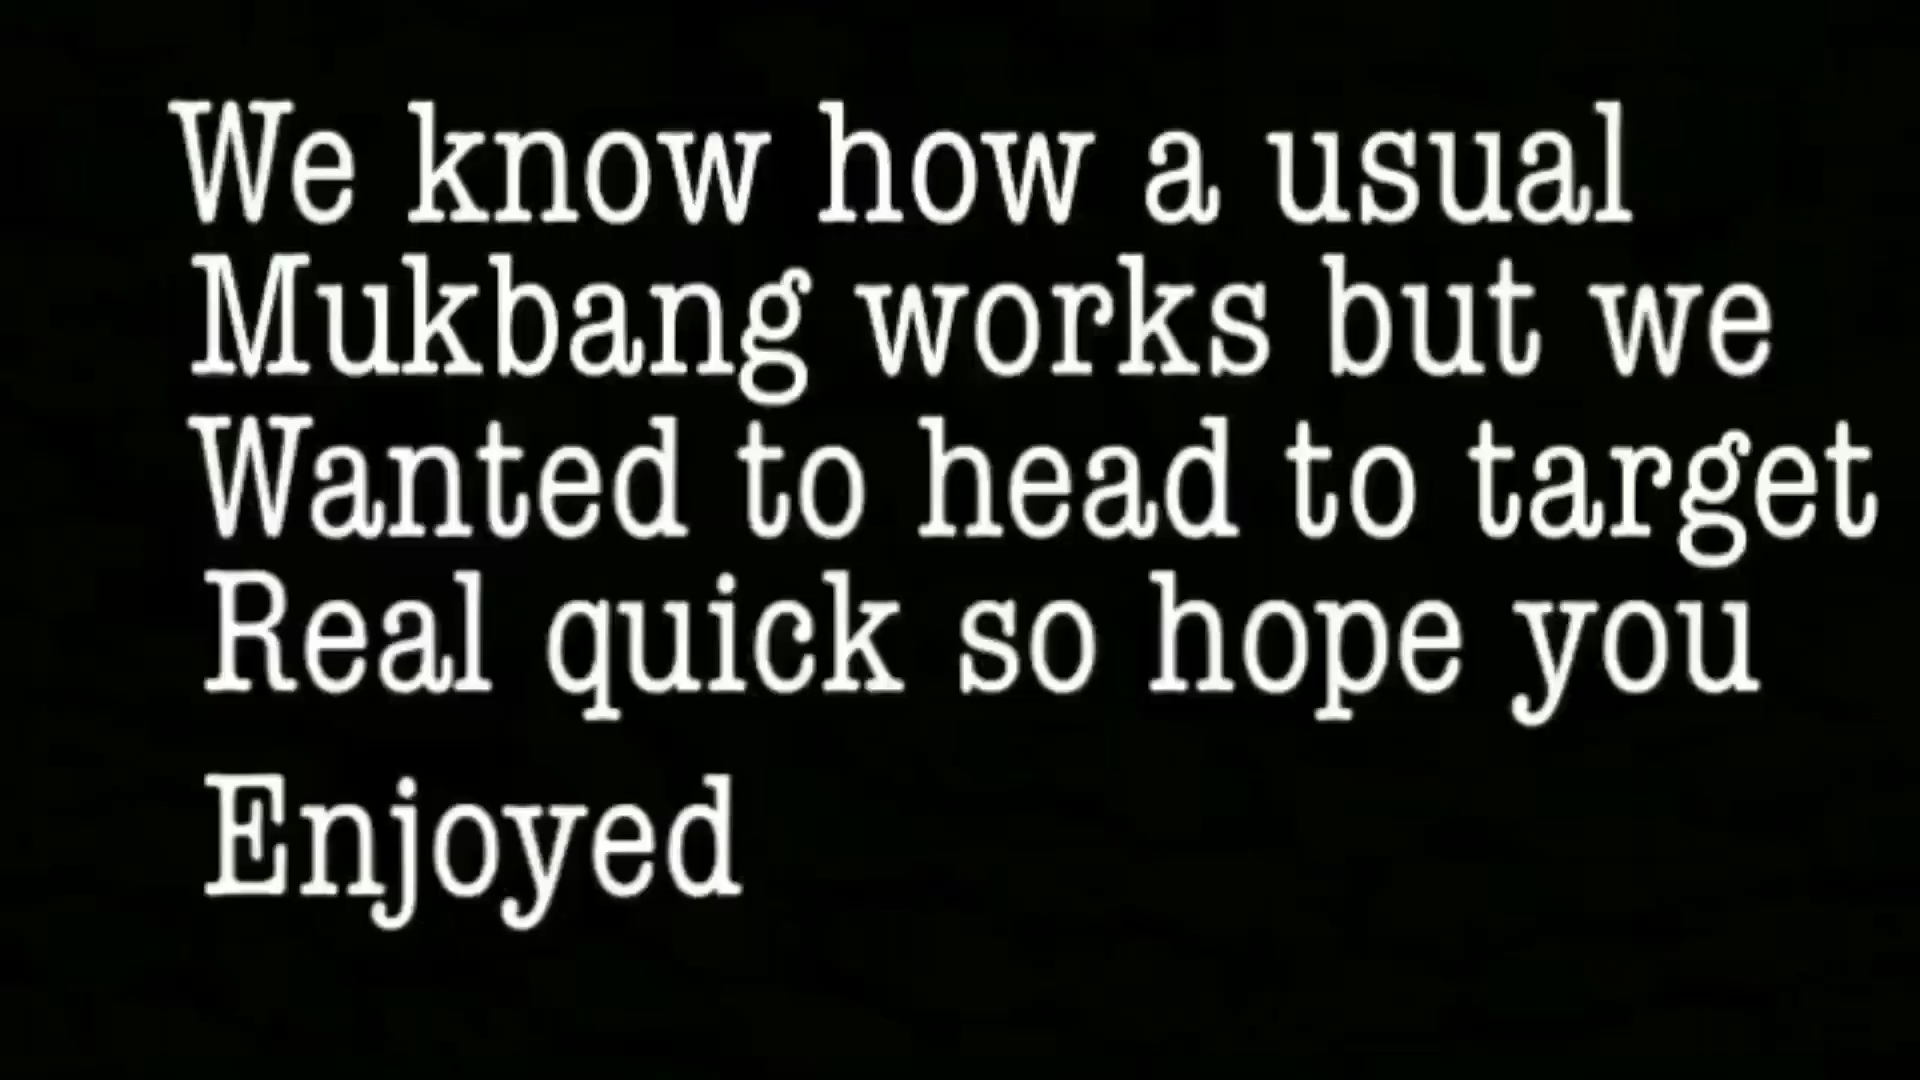 We know how a usual
Mukbang works but we
Wanted to head to target
Real quick so hope you
Enjoyed